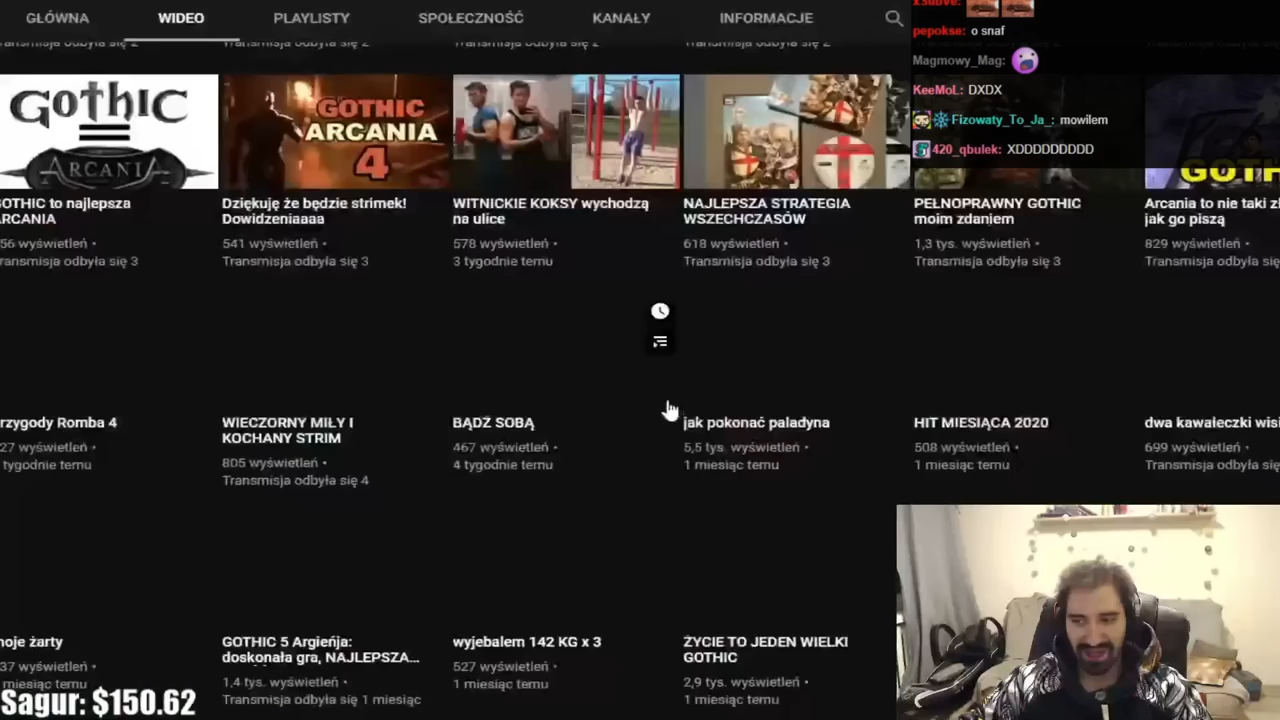 GŁÓWNA
WIDEO
PLAYLISTY
SPOŁECZNOŚĆ
KANAŁY
INFORMACJE
pepokse: o snaf
Magmowy_Mag:
KeeMoL: DXDX
Fizowaty_To_Ja_: mowilem
420_qbulek: XDDDDDDDDD
GOTHIC
ARCANIA
GOTHIC
ARCANIA
4
GOTH
GOTHIC to najlepsza
ARCANIA
56 wyświetleń •
Transmisja odbyła się 3
Dziękuję że będzie strimek!
Dowidzeniaaaa
541 wyświetleń •
Transmisja odbyła się 3
WITNICKIE KOKSY wychodzą
na ulice
578 wyświetleń •
3 tygodnie temu
NAJLEPSZA STRATEGIA
WSZECHCZASÓW
618 wyświetleń •
Transmisja odbyła się 3
PEŁNOPRAWNY GOTHIC
moim zdaniem
1,3 tys. wyświetleń •
Transmisja odbyła się 3
Arcania to nie taki
jak go piszą
829 wyświetleń •
Transmisja odbyła się
rzygody Romba 4
27 wyświetleń •
tygodnie temu
WIECZORNY MIŁY I
KOCHANY STRIM
805 wyświetleń •
Transmisja odbyła się 4
BĄDŹ SOBĄ
467 wyświetleń •
4 tygodnie temu
jak pokonać paladyna
5,5 tys. wyświetleń •
1 miesiąc temu
HIT MIESIĄCA 2020
508 wyświetleń •
1 miesiąc temu
dwa kawałeczki wisi
699 wyświetleń •
Transmisja odbyła się
moje żarty
37 wyświetleń •
miesiąc temu
GOTHIC 5 Argieńja:
doskonała gra, NAJLEPSZA...
1,4 tys. wyświetleń •
Transmisja odbyła się 1 miesiąc
wyjebałem 142 KG x 3
527 wyświetleń •
1 miesiąc temu
ŻYCIE TO JEDEN WIELKI
GOTHIC
2,9 tys. wyświetleń •
1 miesiąc temu
Sagur: $150.62